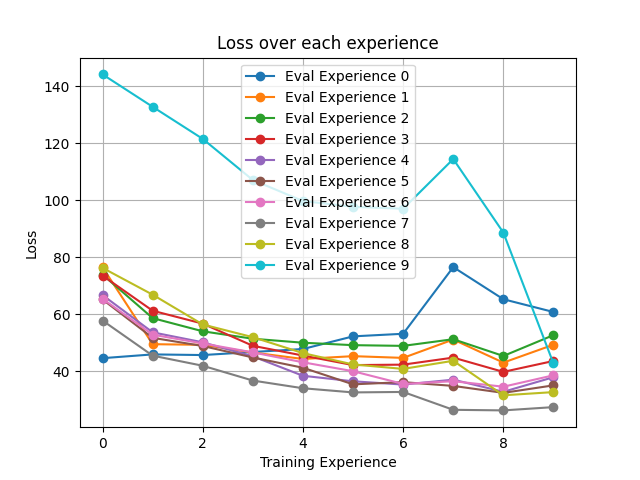 Loss over each experience
140
120
100
80
60
40
Loss
0
2
4
6
8
Training Experience
Eval Experience 0
Eval Experience 1
Eval Experience 2
Eval Experience 3
Eval Experience 4
Eval Experience 5
Eval Experience 6
Eval Experience 7
Eval Experience 8
Eval Experience 9